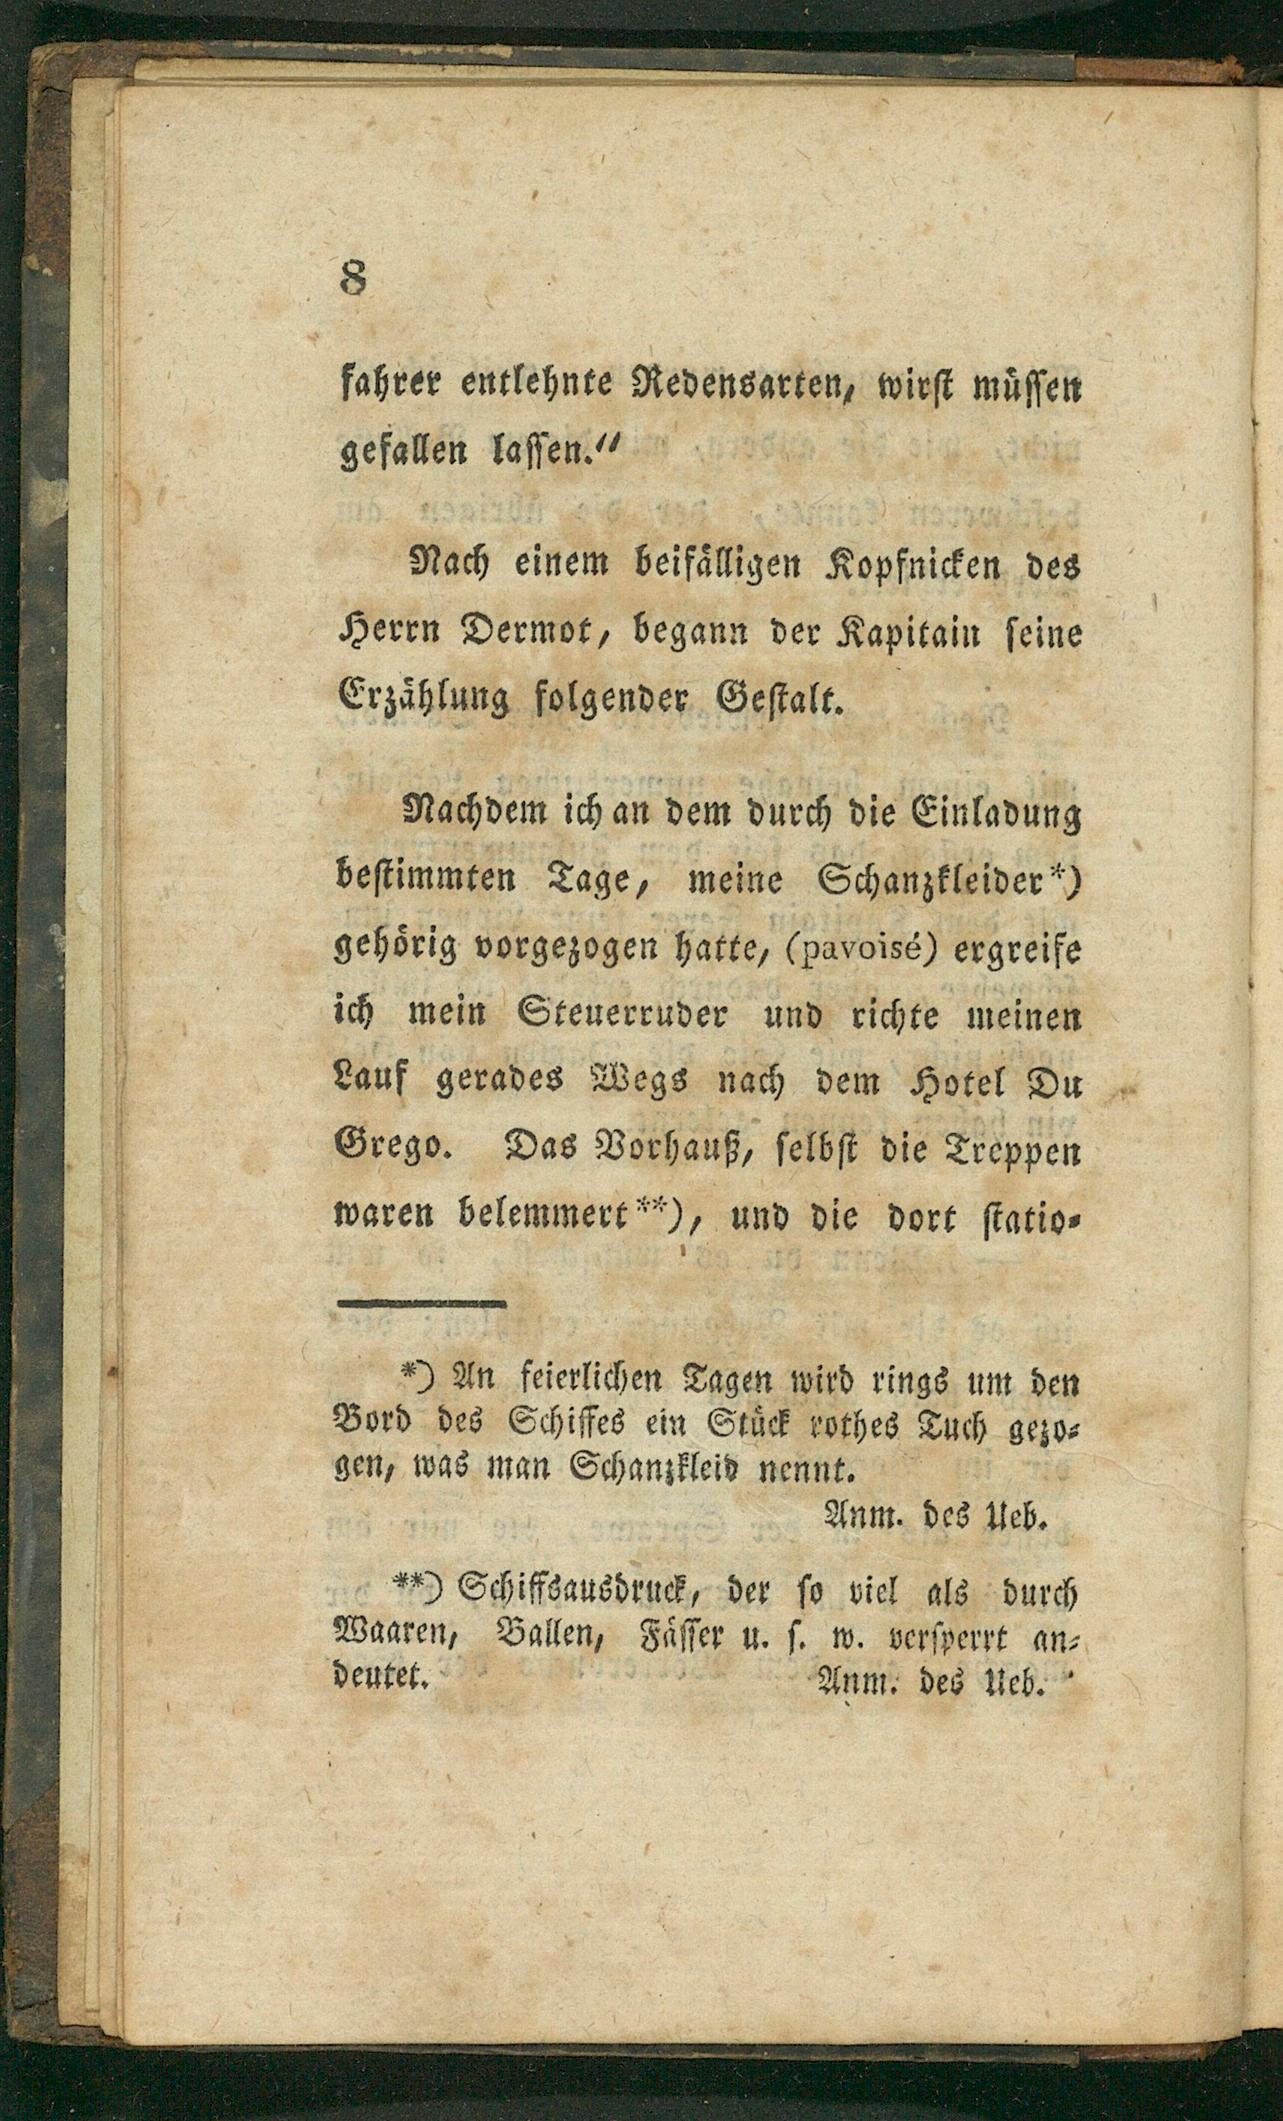 8
fahrer entlehnte Redensarten, wirst müssen
gefallen lassen.“
Nach einem beifälligen Kopfnicken des
Herrn Dermot, begann der Kapitain seine
Erzählung folgender Gestalt.
Nachdem ich an dem durch die Einladung
bestimmten Tage, meine Schanzkleider*)
gehörig vorgezogen hatte, (pavoisé) ergreife
ich mein Steuerruder und richte meinen
Lauf gerades Wegs nach dem Hotel Du
Grego. Das Vorhauß, selbst die Treppen
waren belemmert**), und die dort statio-
*) An feierlichen Tagen wird rings um den
Bord des Schiffes ein Stück rothes Tuch gezo-
gen, was man Schanzkleid nennt.
Anm. des Ueb.
**) Schiffsausdruck, der so viel als durch
Waaren, Ballen, Fässer u. s. w. versperrt an-
deutet. Anm. des Ueb.